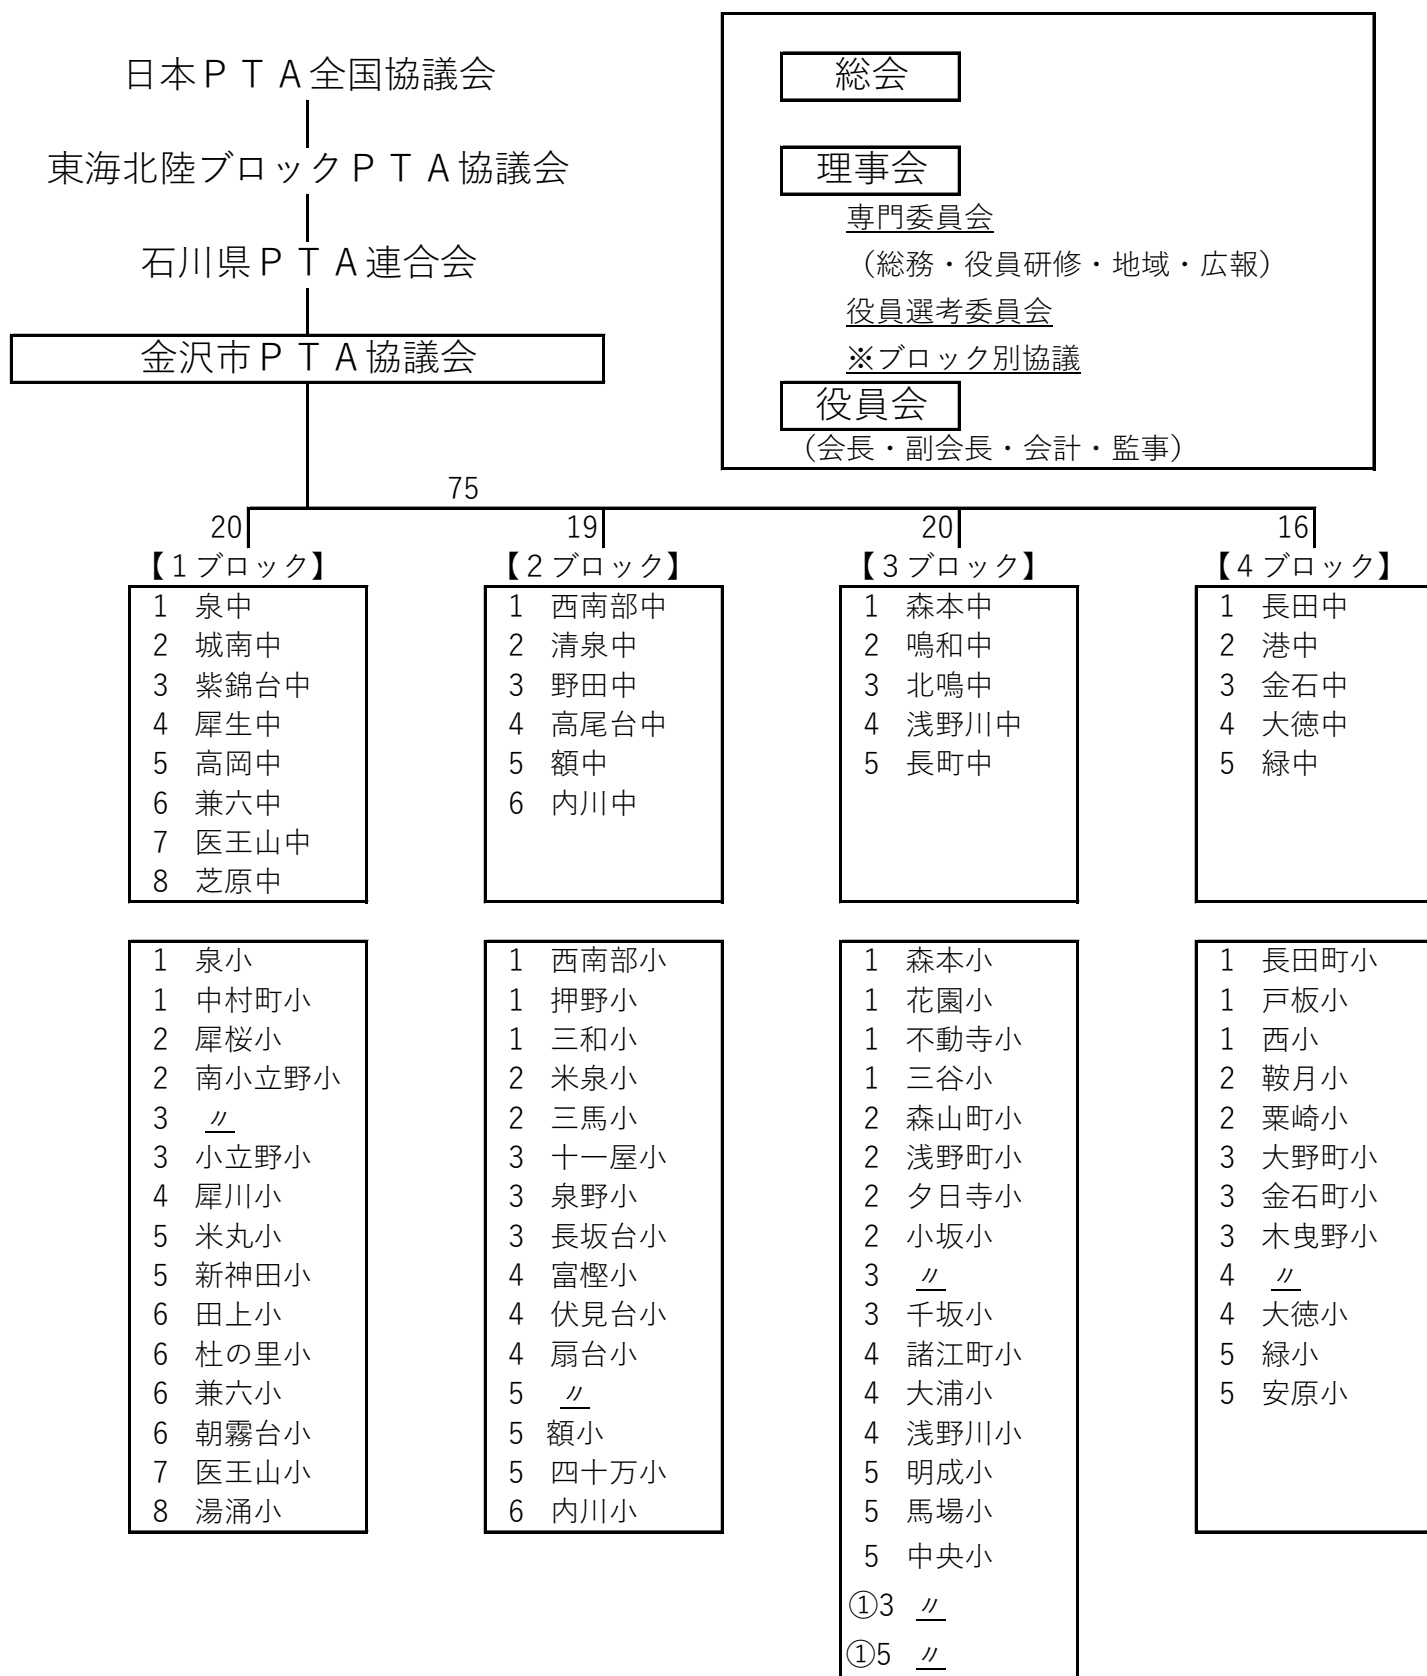 日本ＰＴＡ全国協議会
東海北陸ブロックＰＴＡ協議会
石川県ＰＴＡ連合会
金沢市ＰＴＡ協議会
総会
理事会
専門委員会
（総務・役員研修・地域・広報）
役員選考委員会
※ブロック別協議
役員会
（会長・副会長・会計・監事）
75
20
【１ブロック】
1 泉中
2 城南中
3 紫錦台中
4 犀生中
5 高岡中
6 兼六中
7 医王山中
8 芝原中
1 泉小
1 中村町小
2 犀桜小
2 南小立野小
3 〃
3 小立野小
4 犀川小
5 米丸小
5 新神田小
6 田上小
6 杜の里小
6 兼六小
6 朝霧台小
7 医王山小
8 湯涌小
19
【２ブロック】
1 西南部中
2 清泉中
3 野田中
4 高尾台中
5 額中
6 内川中
1 西南部小
1 押野小
1 三和小
2 米泉小
2 三馬小
3 十一屋小
3 泉野小
3 長坂台小
4 富樫小
4 伏見台小
4 扇台小
5 〃
5 額小
5 四十万小
6 内川小
20
【３ブロック】
1 森本中
2 鳴和中
3 北鳴中
4 浅野川中
5 長町中
1 森本小
1 花園小
1 不動寺小
1 三谷小
2 森山町小
2 浅野町小
2 夕日寺小
2 小坂小
3 〃
3 千坂小
4 諸江町小
4 大浦小
4 浅野川小
5 明成小
5 馬場小
5 中央小
①3 〃
①5 〃
16
【４ブロック】
1 長田中
2 港中
3 金石中
4 大徳中
5 緑中
1 長田町小
1 戸板小
1 西小
2 鞍月小
2 粟崎小
3 大野町小
3 金石町小
3 木曳野小
4 〃
4 大徳小
5 緑小
5 安原小